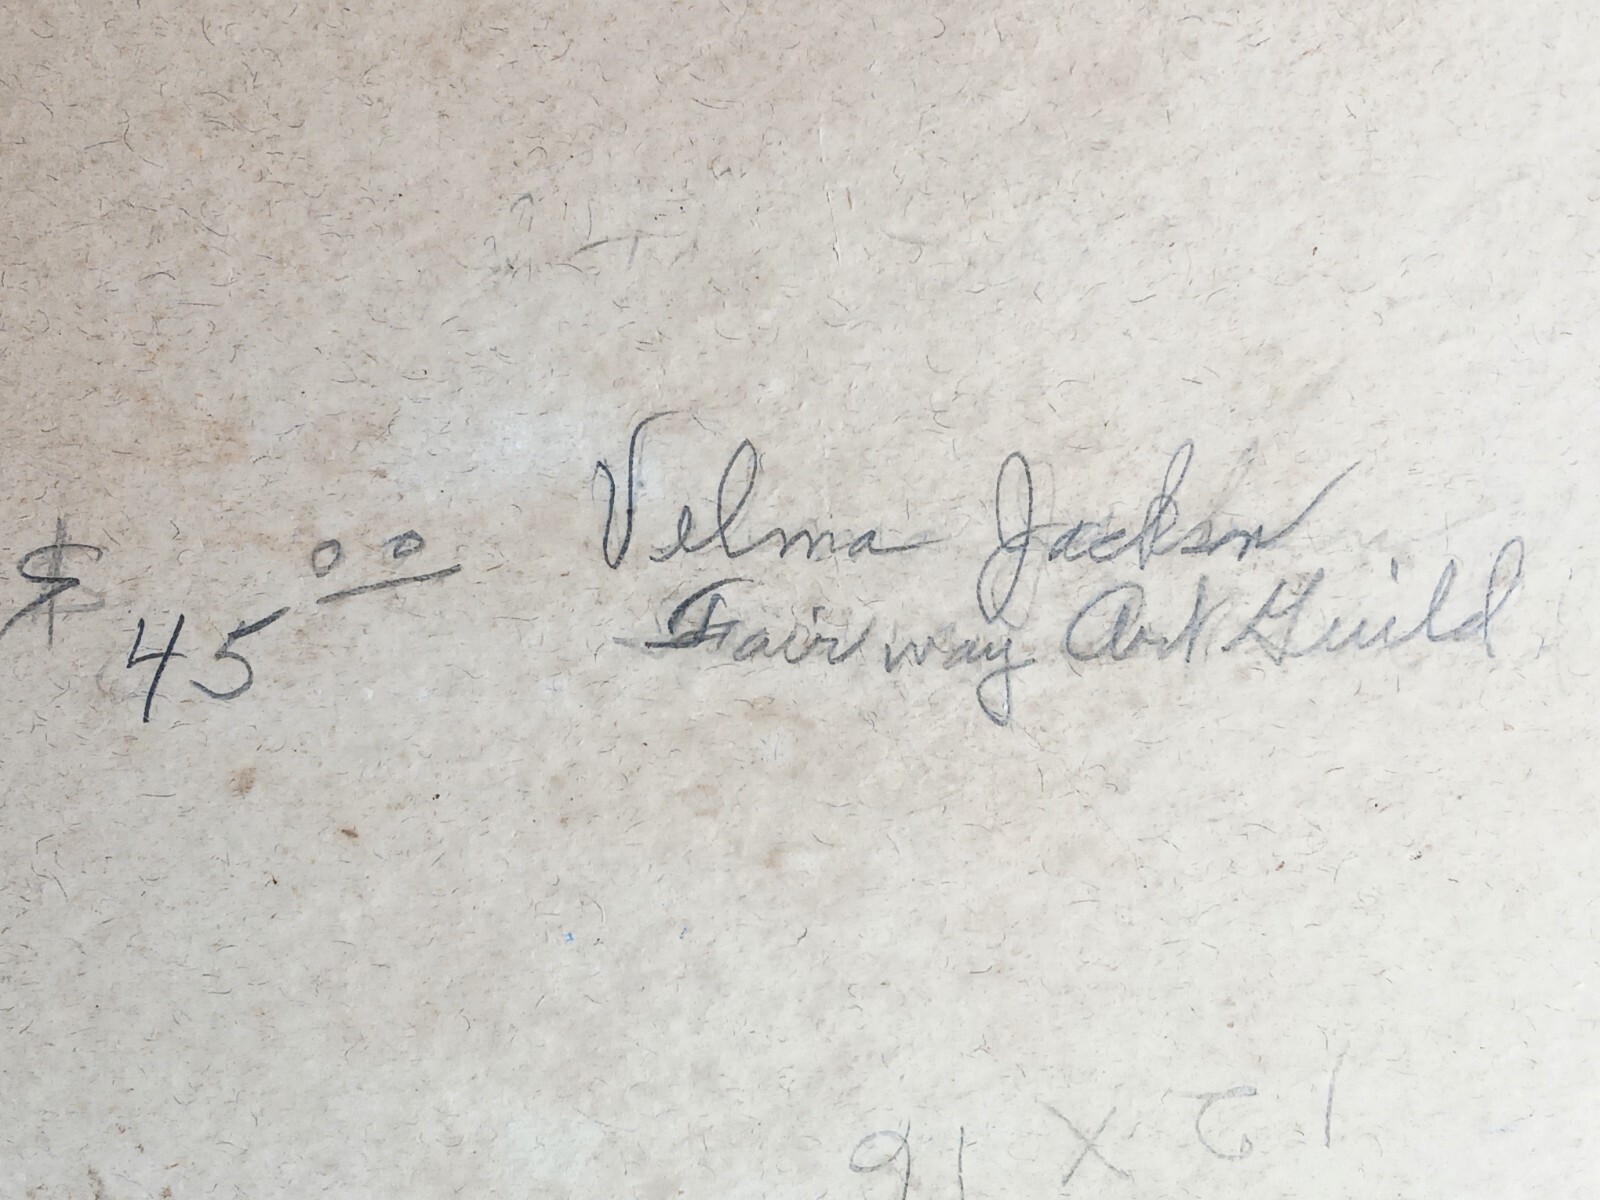 $ 45 00 Velma Jackson
Fairway Art Guild
12 X 16